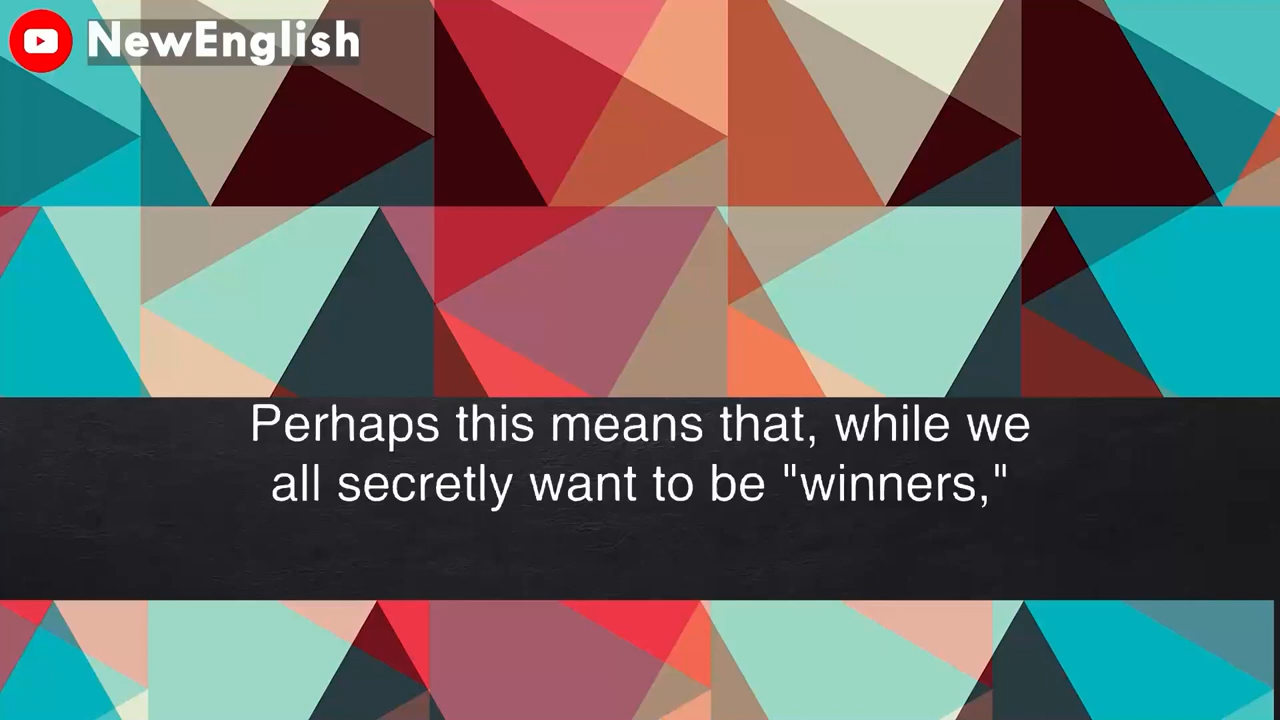 NewEnglish
Perhaps this means that, while we
all secretly want to be "winners,"